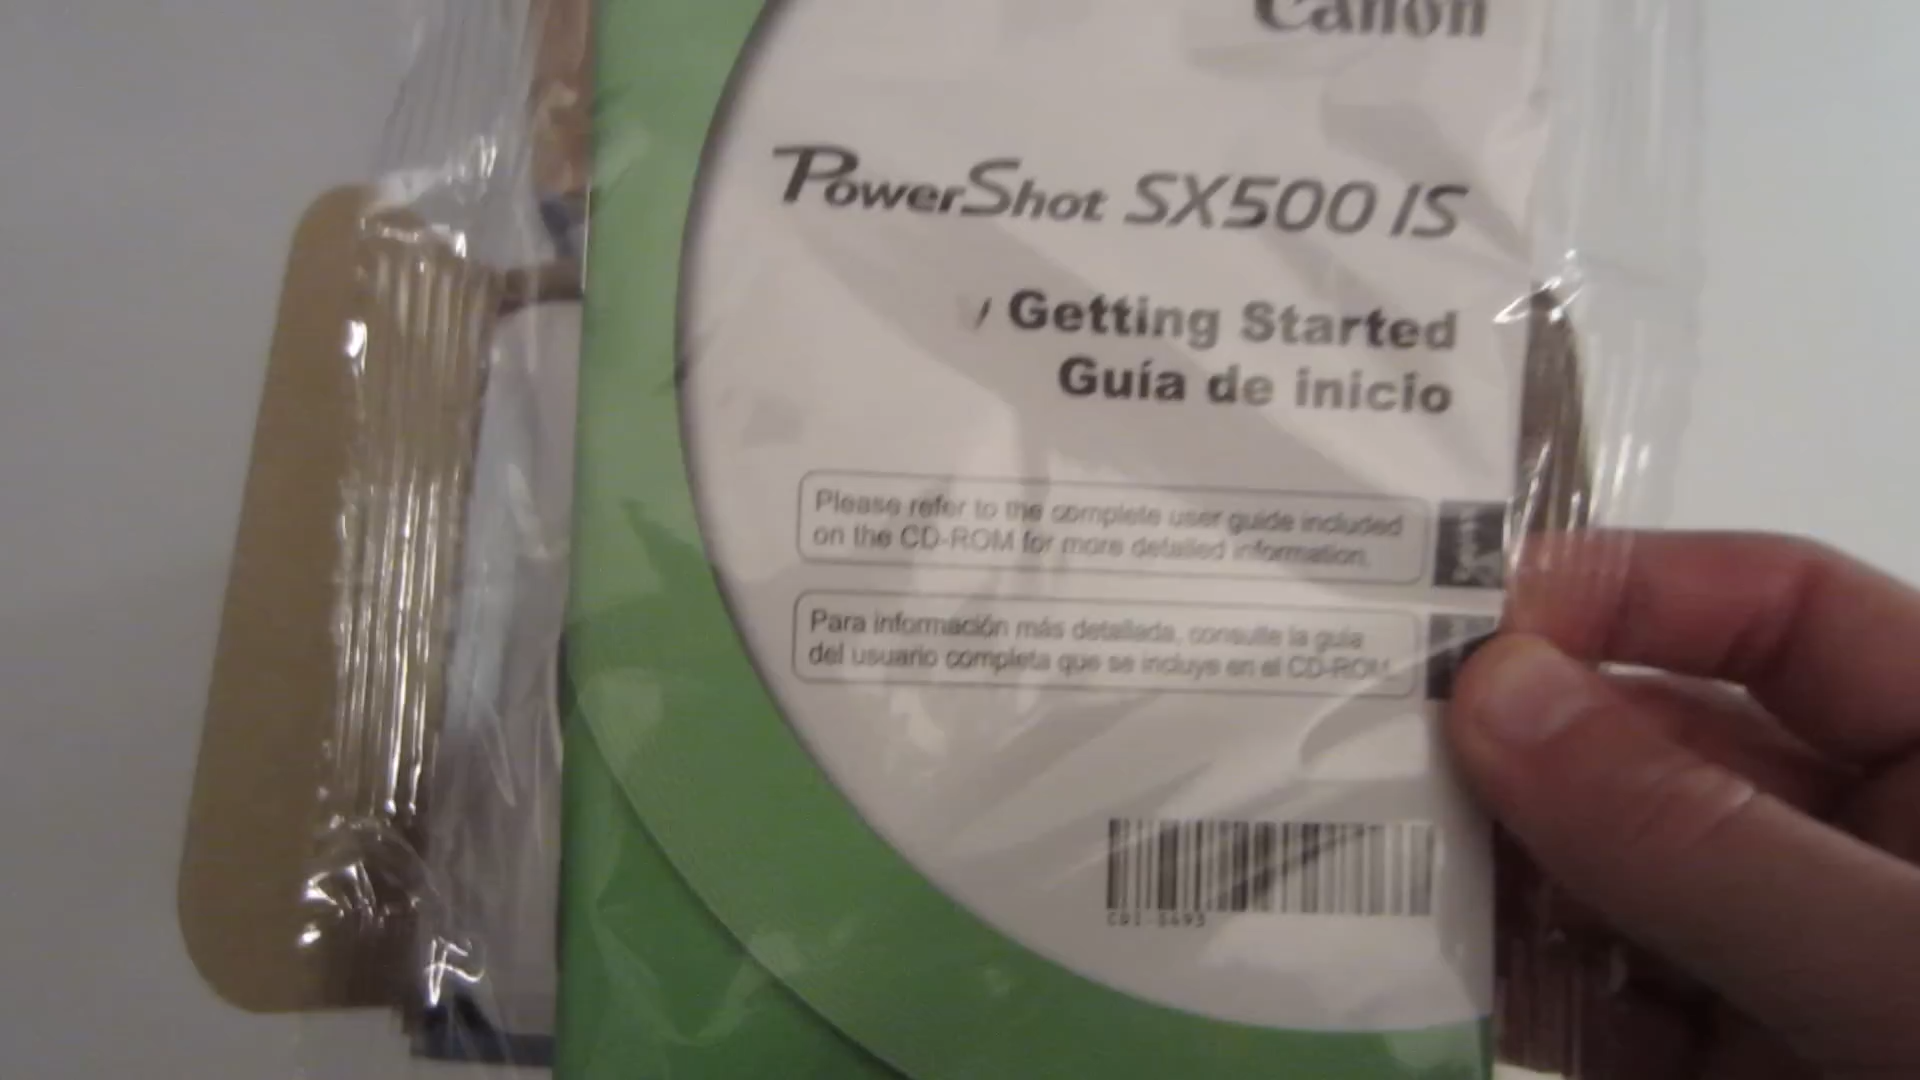 Canon
PowerShot SX500 IS
Getting Started
Guía de inicio
Please refer to the complete user guide included
on the CD-ROM for more detailed information.
Para información más detallada, consulte la guía
del usuario completa que se incluye en el CD-ROM.